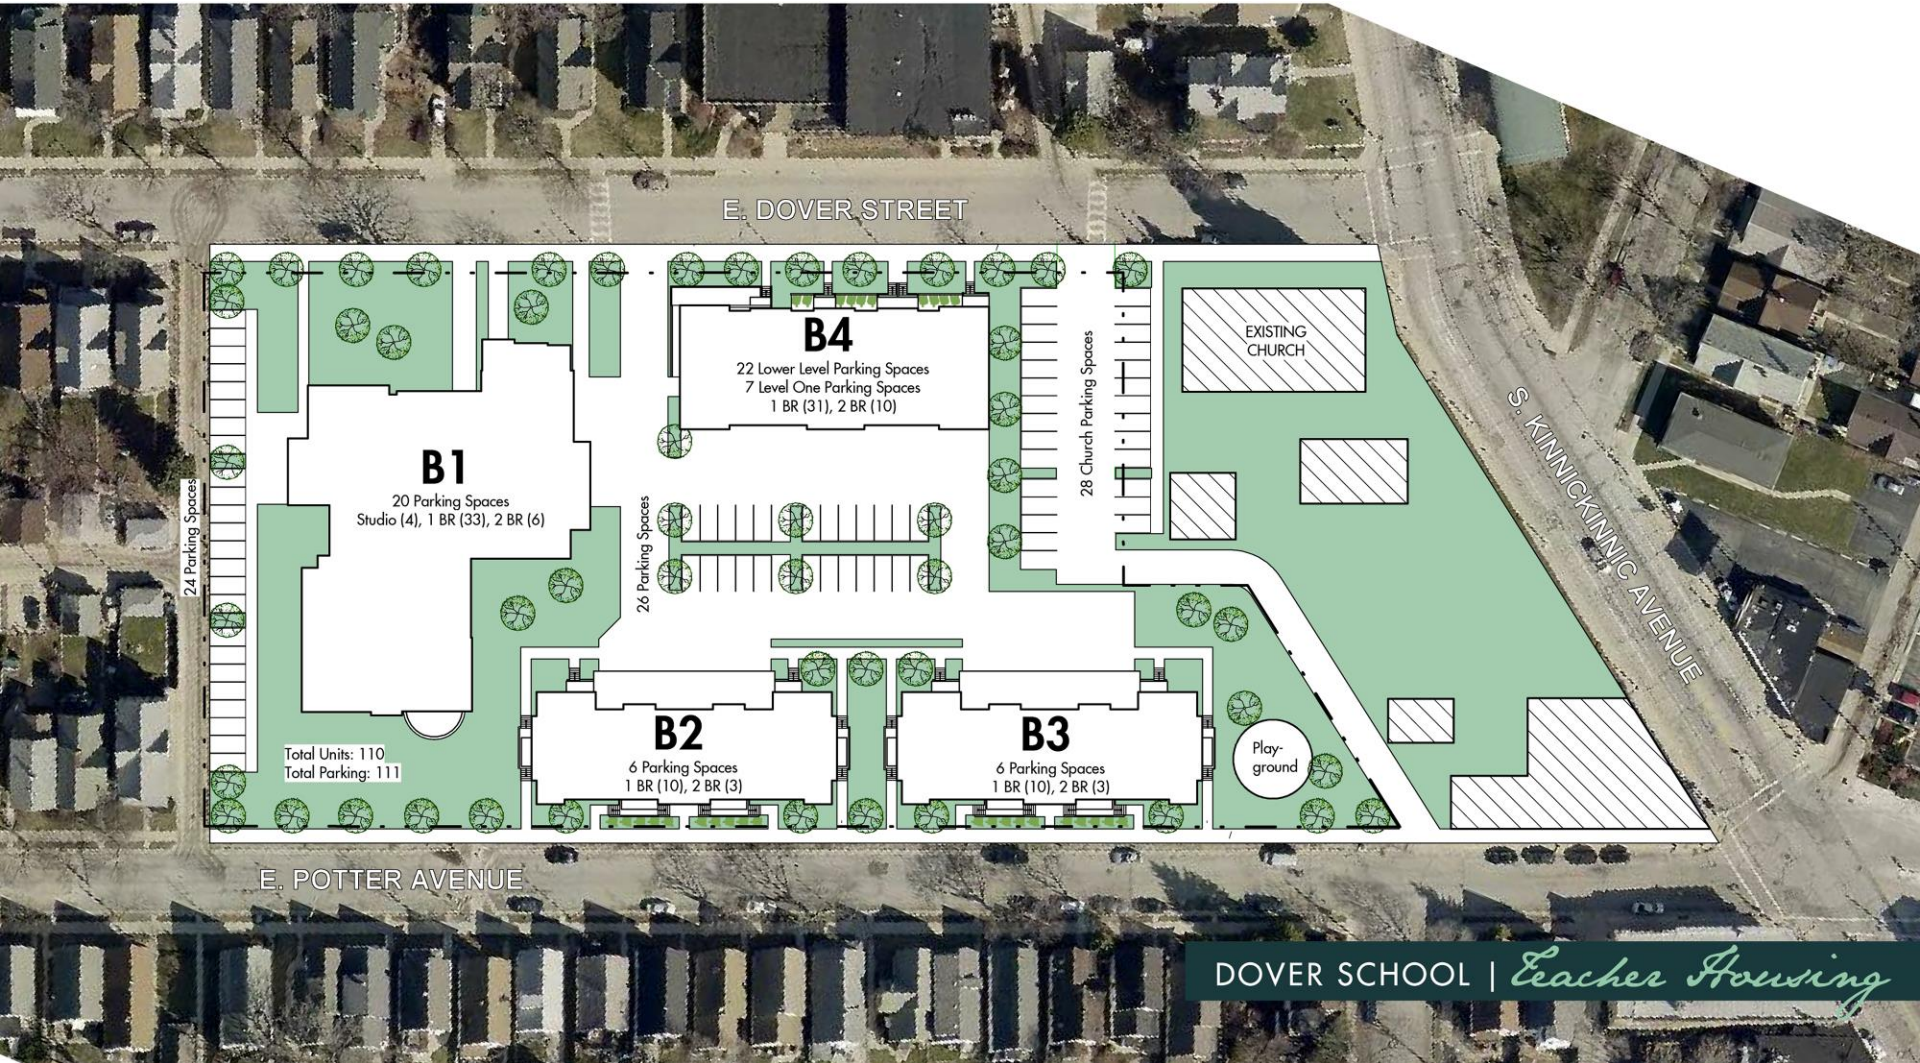 E. DOVER STREET
B4
22 Lower Level Parking Spaces
7 Level One Parking Spaces
1 BR (31), 2 BR (10)
EXISTING
CHURCH
28 Church Parking Spaces
S. KINNICKINNIC AVENUE
B1
20 Parking Spaces
Studio (4), 1 BR (33), 2 BR (6)
24 Parking Spaces
26 Parking Spaces
Total Units: 110
Total Parking: 111
B2
6 Parking Spaces
1 BR (10), 2 BR (3)
B3
6 Parking Spaces
1 BR (10), 2 BR (3)
Play-
ground
E. POTTER AVENUE
DOVER SCHOOL | Teacher Housing